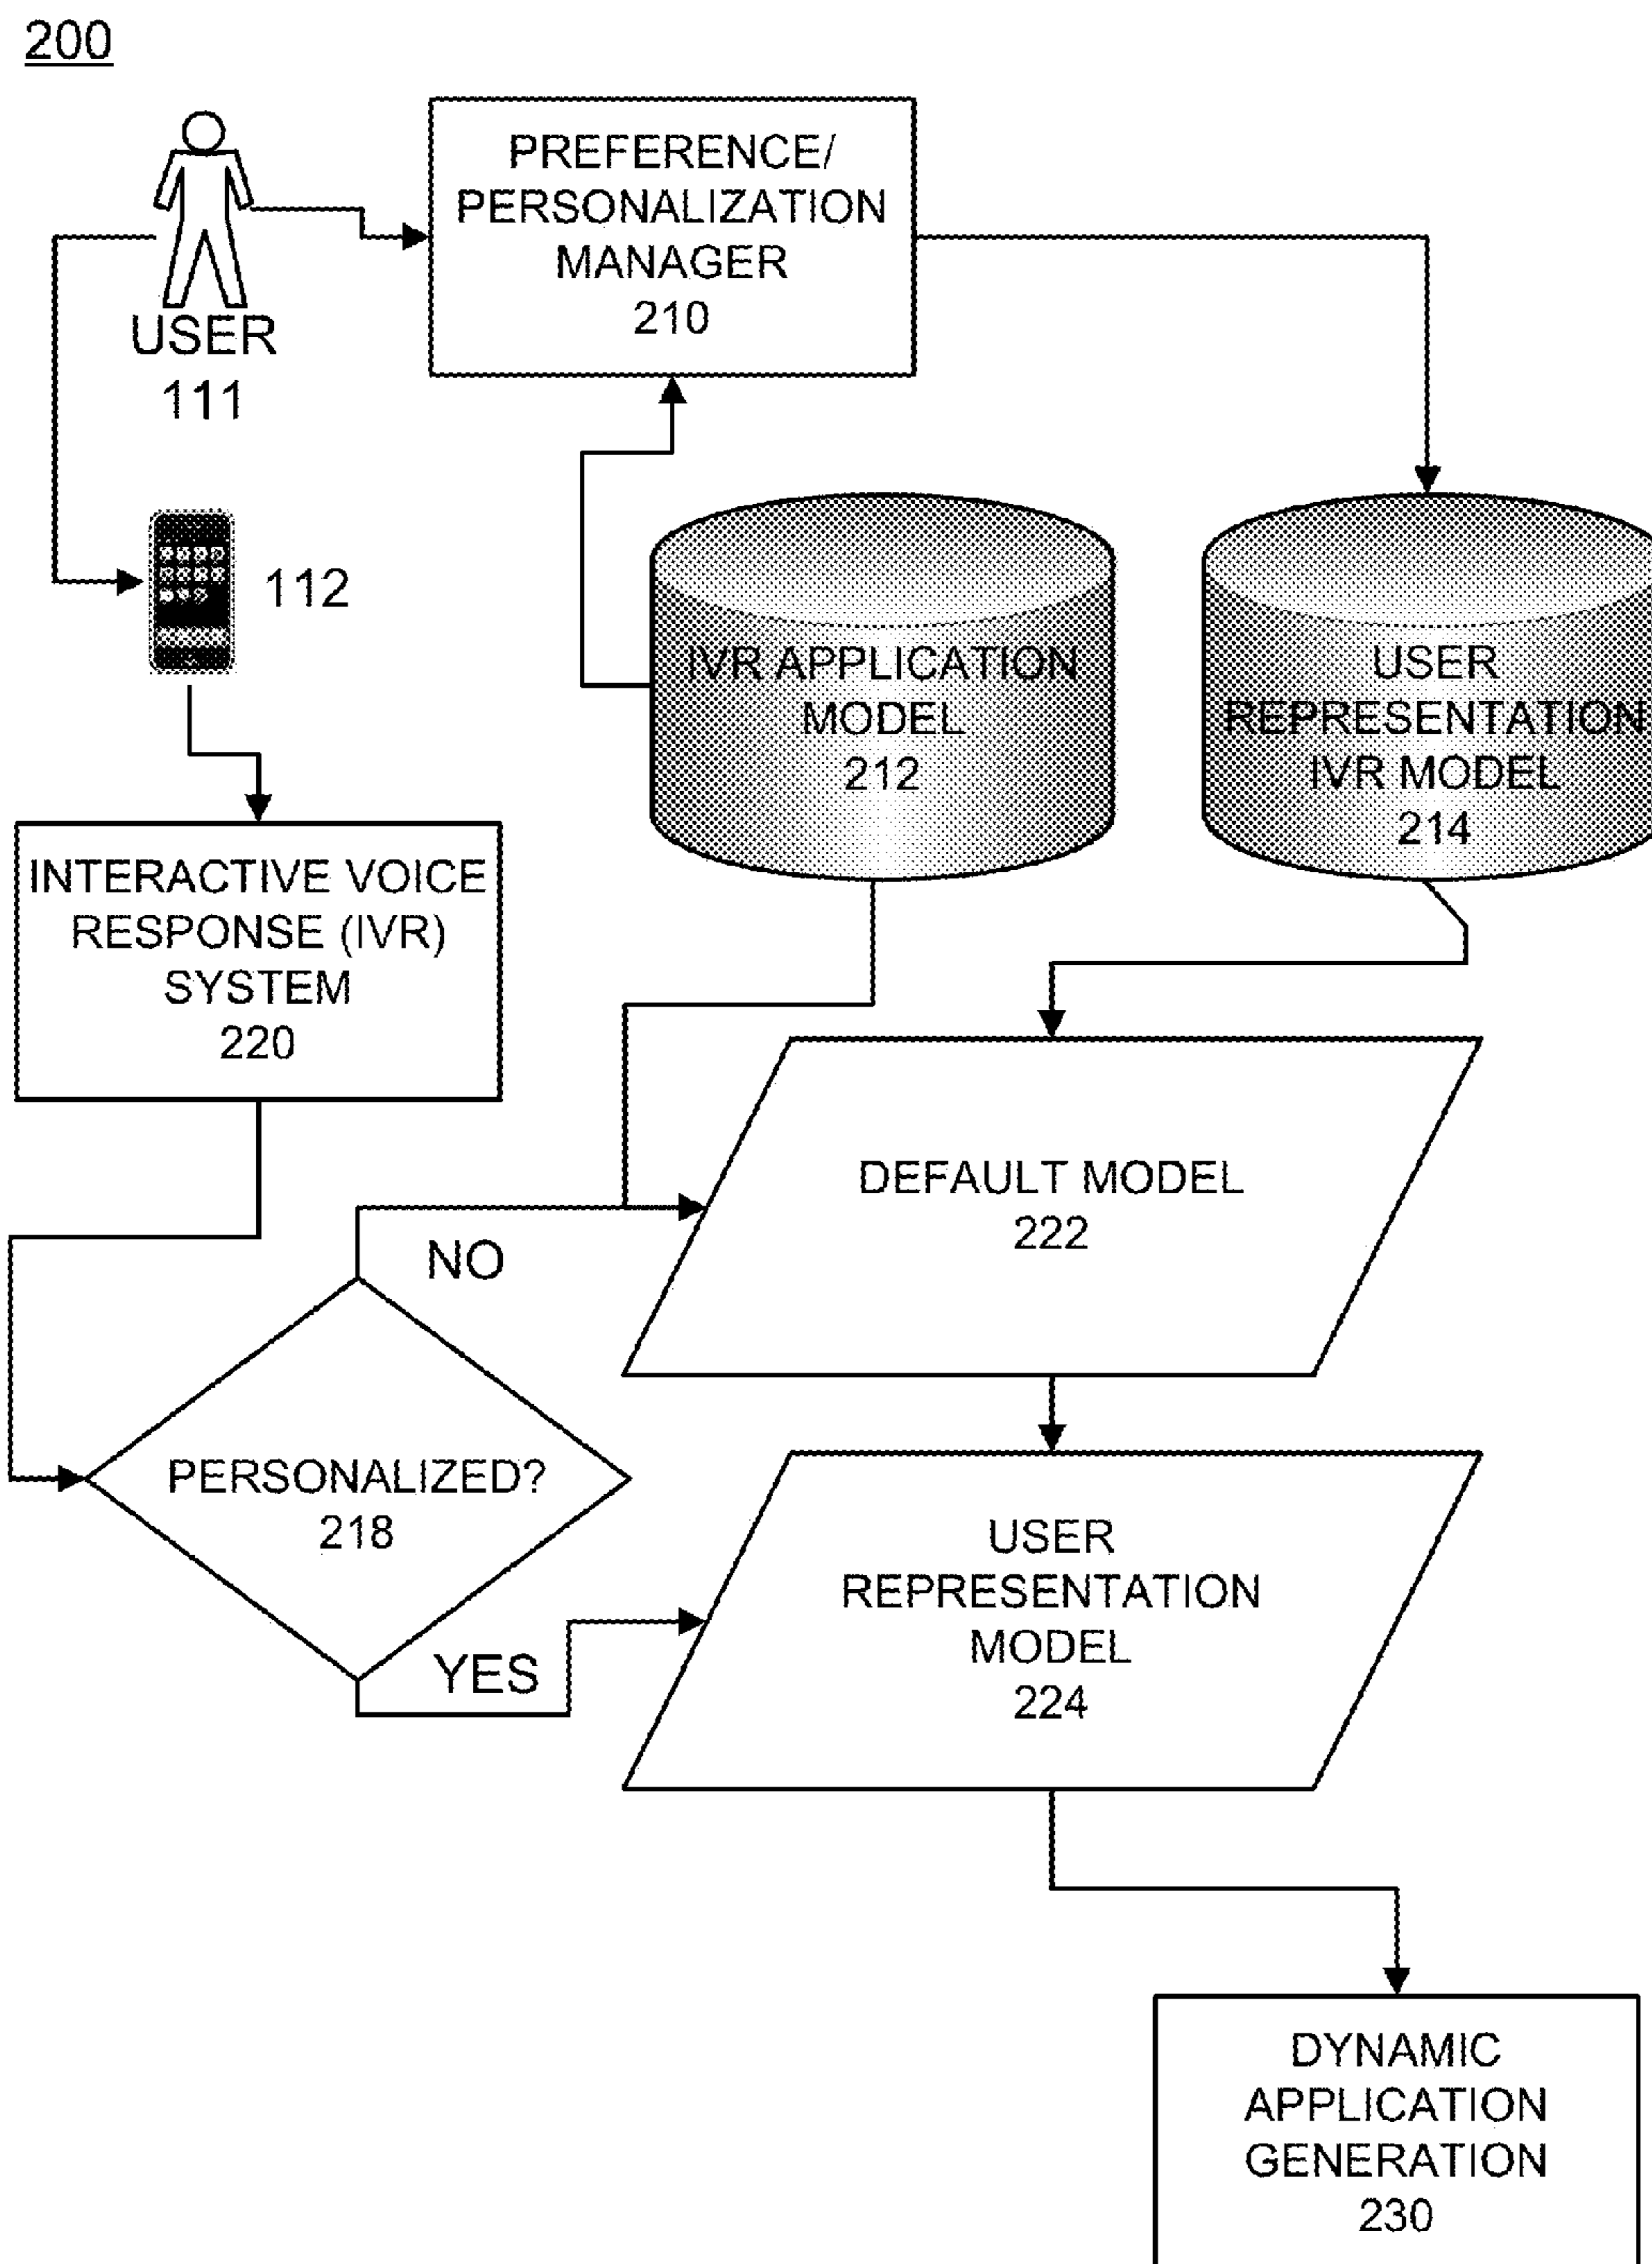 200
PREFERENCE/
PERSONALIZATION
MANAGER
210
USER
111
112
IVR APPLICATION
MODEL
212
USER
REPRESENTATION
IVR MODEL
214
INTERACTIVE VOICE
RESPONSE (IVR)
SYSTEM
220
DEFAULT MODEL
222
NO
PERSONALIZED?
218
YES
USER
REPRESENTATION
MODEL
224
DYNAMIC
APPLICATION
GENERATION
230